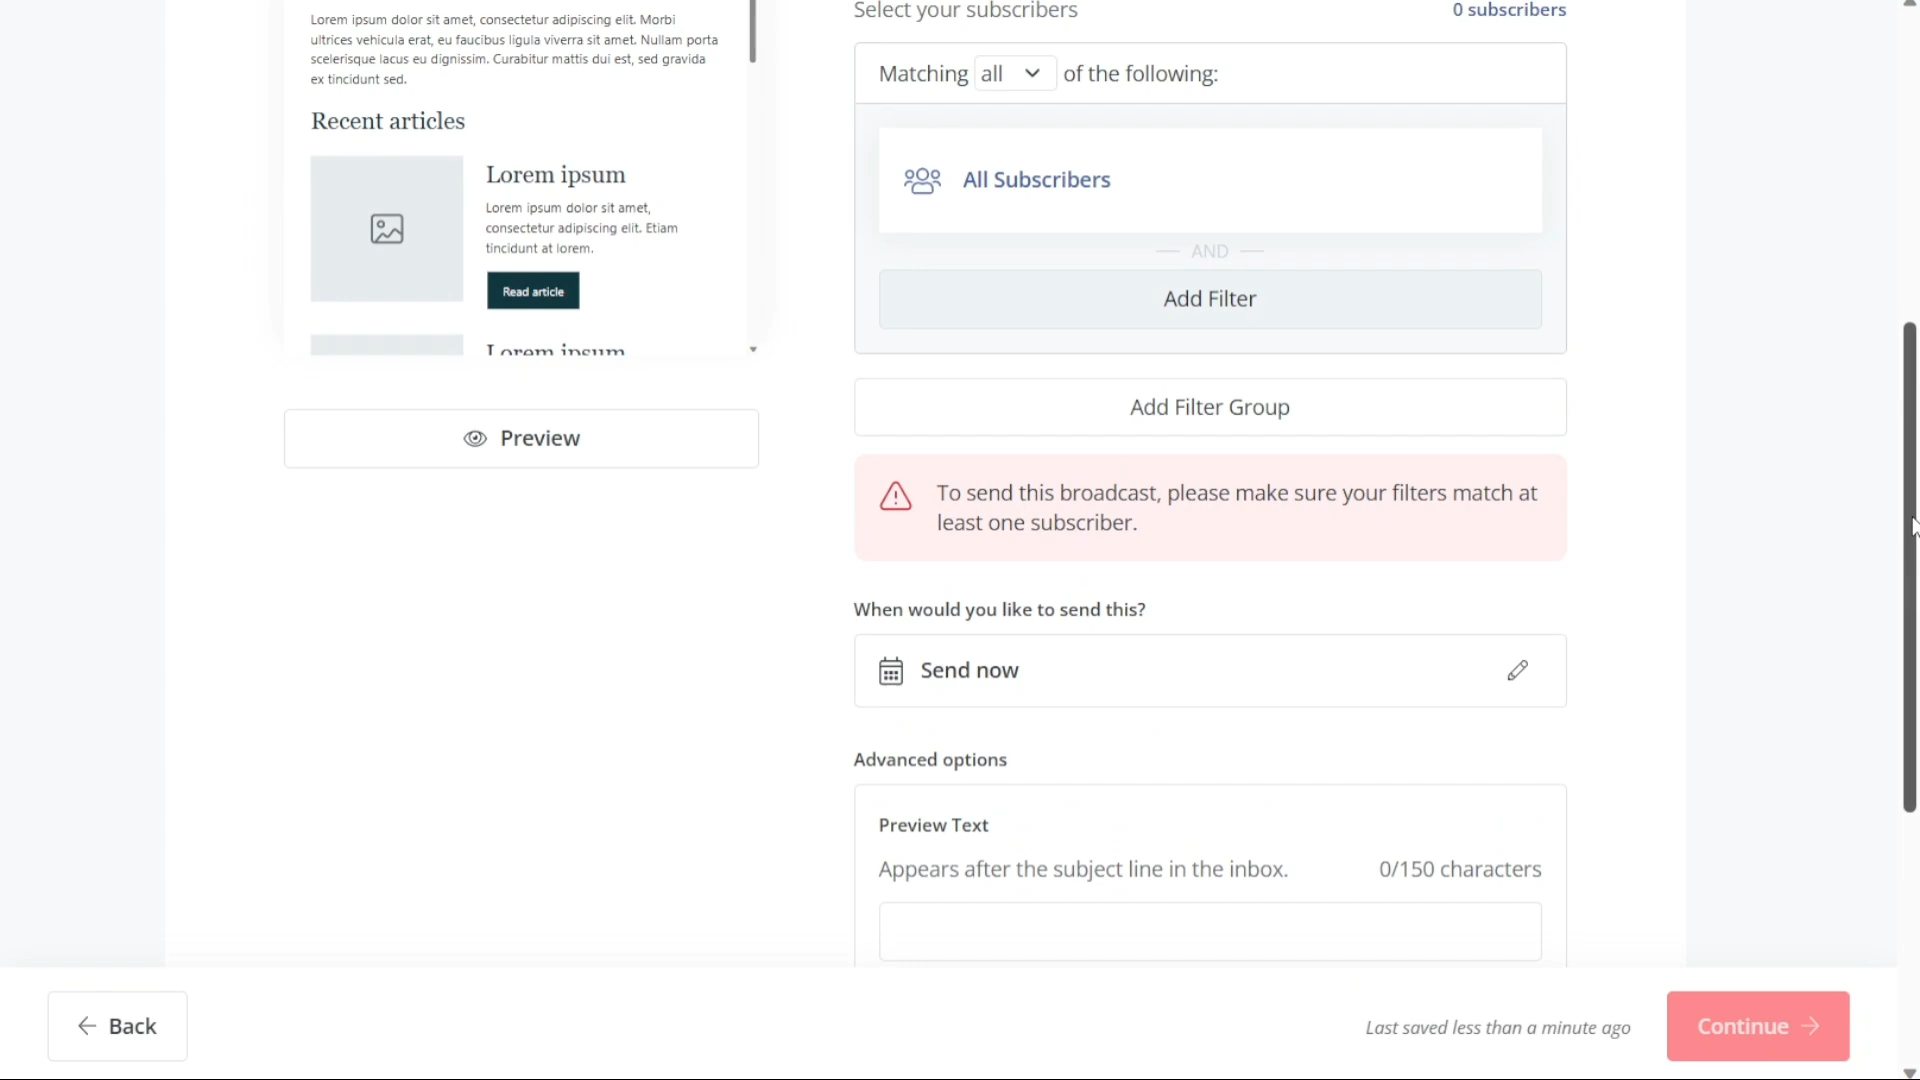 Lorem ipsum dolor sit amet, consectetur adipiscing elit. Morbi
ultrices vehicula erat, eu faucibus ligula viverra sit amet. Nullam porta
scelerisque lacus eu dignissim. Curabitur mattis dui est, sed gravida
ex tincidunt sed.
Recent articles
Lorem ipsum
Lorem ipsum dolor sit amet,
consectetur adipiscing elit. Etiam
tincidunt at lorem.
Read article
Lorem ipsum
Preview
Select your subscribers
0 subscribers
Matching all of the following:
All Subscribers
AND
Add Filter
Add Filter Group
To send this broadcast, please make sure your filters match at
least one subscriber.
When would you like to send this?
Send now
Advanced options
Preview Text
Appears after the subject line in the inbox.
0/150 characters
Back
Last saved less than a minute ago
Continue